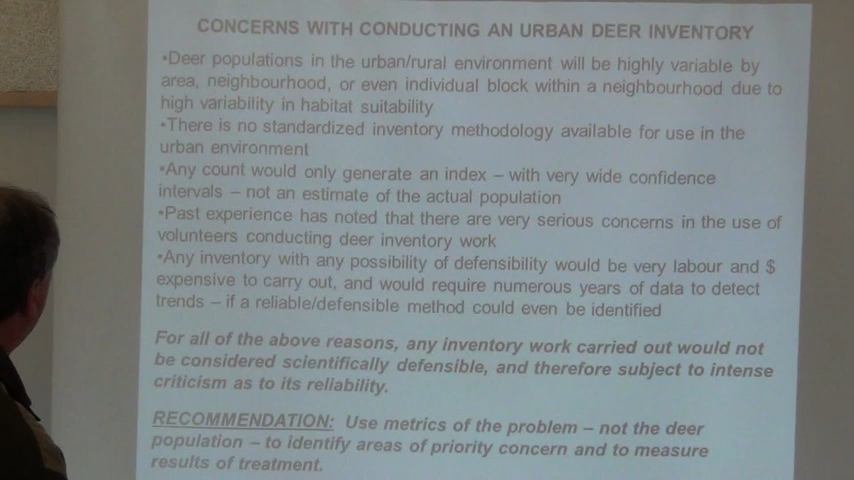 CONCERNS WITH CONDUCTING AN URBAN DEER INVENTORY
•Deer populations in the urban/rural environment will be highly variable by
area, neighbourhood, or even individual block within a neighbourhood due to
high variability in habitat suitability
•There is no standardized inventory methodology available for use in the
urban environment
•Any count would only generate an index – with very wide confidence
intervals – not an estimate of the actual population
•Past experience has noted that there are very serious concerns in the use of
volunteers conducting deer inventory work
•Any inventory with any possibility of defensibility would be very labour and $
expensive to carry out, and would require numerous years of data to detect
trends – if a reliable/defensible method could even be identified
For all of the above reasons, any inventory work carried out would not
be considered scientifically defensible, and therefore subject to intense
criticism as to its reliability.
RECOMMENDATION: Use metrics of the problem – not the deer
population – to identify areas of priority concern and to measure
results of treatment.